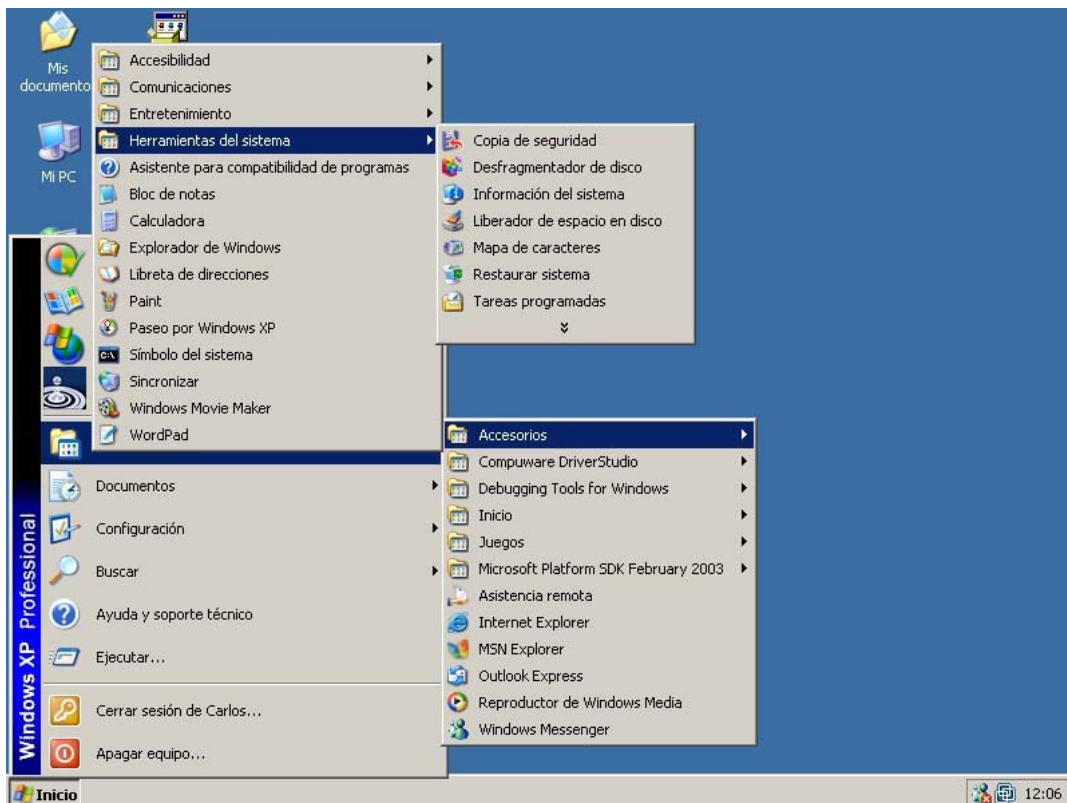 Mis
documento
Mi PC
Accesibilidad
Comunicaciones
Entretenimiento
Herramientas del sistema
Asistente para compatibilidad de programas
Bloc de notas
Calculadora
Explorador de Windows
Libreta de direcciones
Paint
Paseo por Windows XP
Símbolo del sistema
Sincronizar
Windows Movie Maker
WordPad
Copia de seguridad
Desfragmentador de disco
Información del sistema
Liberador de espacio en disco
Mapa de caracteres
Restaurar sistema
Tareas programadas
Accesorios
Compuware DriverStudio
Debugging Tools for Windows
Inicio
Juegos
Microsoft Platform SDK February 2003
Asistencia remota
Internet Explorer
MSN Explorer
Outlook Express
Reproductor de Windows Media
Windows Messenger
Documentos
Configuración
Buscar
Ayuda y soporte técnico
Ejecutar...
Cerrar sesión de Carlos...
Apagar equipo...
Windows XP Professional
Inicio
12:06